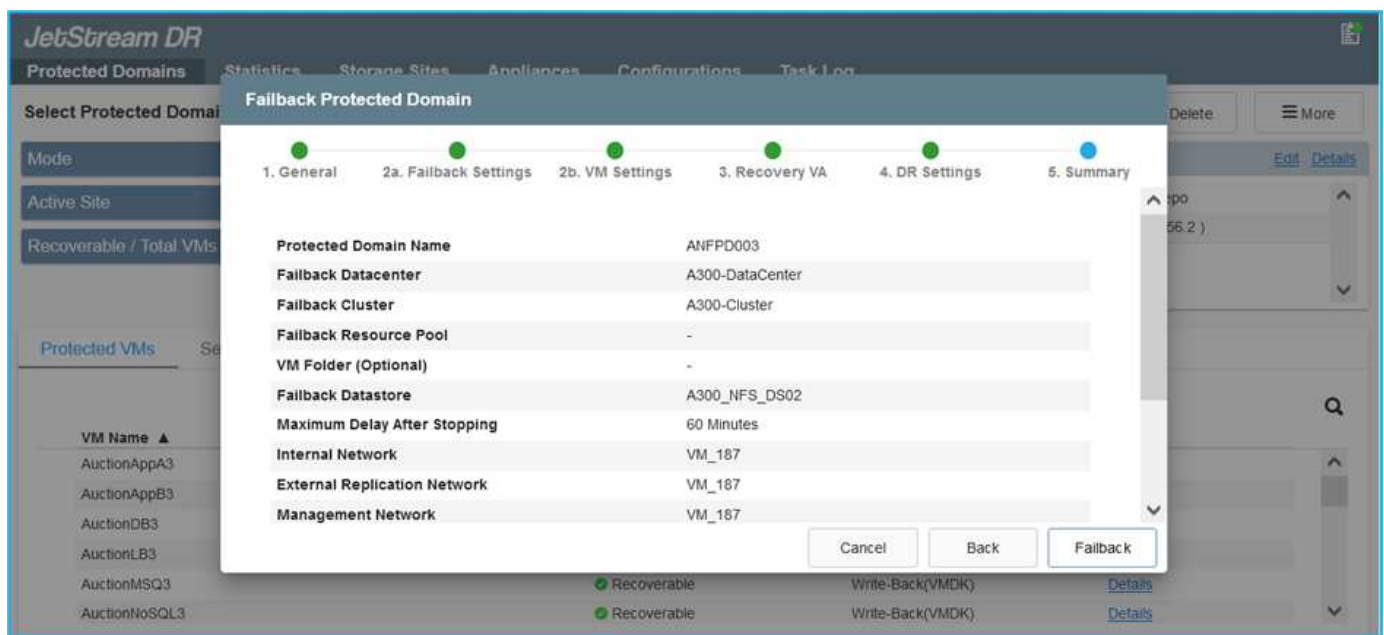 JetStream DR
Protected Domains Statistics Storage Sites Appliances Configurations Task Log
Select Protected Domai Delete More
Failback Protected Domain
Mode Edit Details
1. General 2a. Failback Settings 2b. VM Settings 3. Recovery VA 4. DR Settings 5. Summary
Active Site
56.2 )
Recoverable / Total VMs
Protected Domain Name ANFPD003
Failback Datacenter A300-DataCenter
Failback Cluster A300-Cluster
Failback Resource Pool -
Protected VMs Se
VM Folder (Optional) -
Failback Datastore A300_NFS_DS02
Maximum Delay After Stopping 60 Minutes
VM Name ▲
Internal Network VM_187
AuctionAppA3
External Replication Network VM_187
AuctionAppB3
Management Network VM_187
AuctionDB3
Cancel Back Failback
AuctionLB3
AuctionMSQ3 Recoverable Write-Back(VMDK) Details
AuctionNoSQL3 Recoverable Write-Back(VMDK) Details